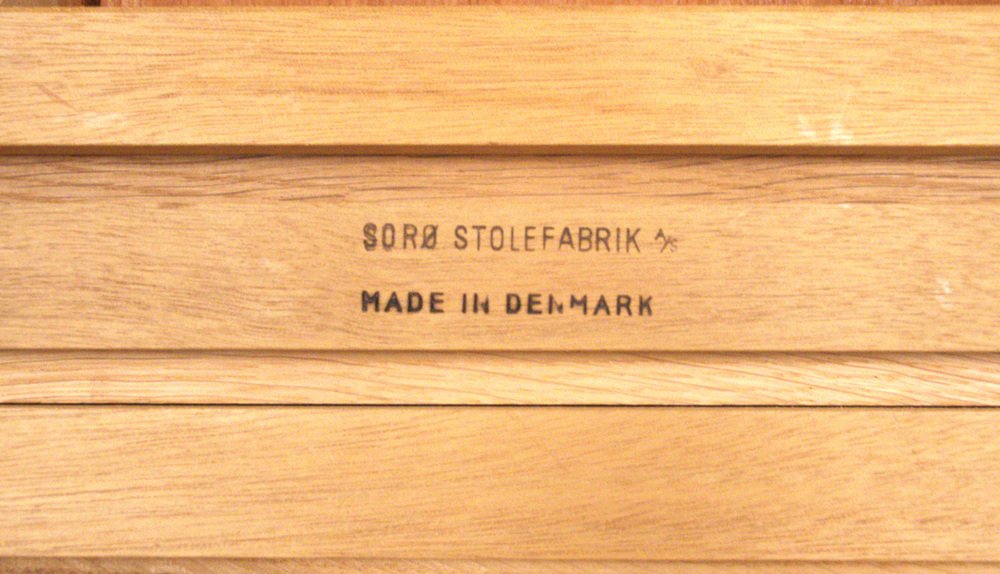 SORØ STOLEFABRIK A/S
MADE IN DENMARK